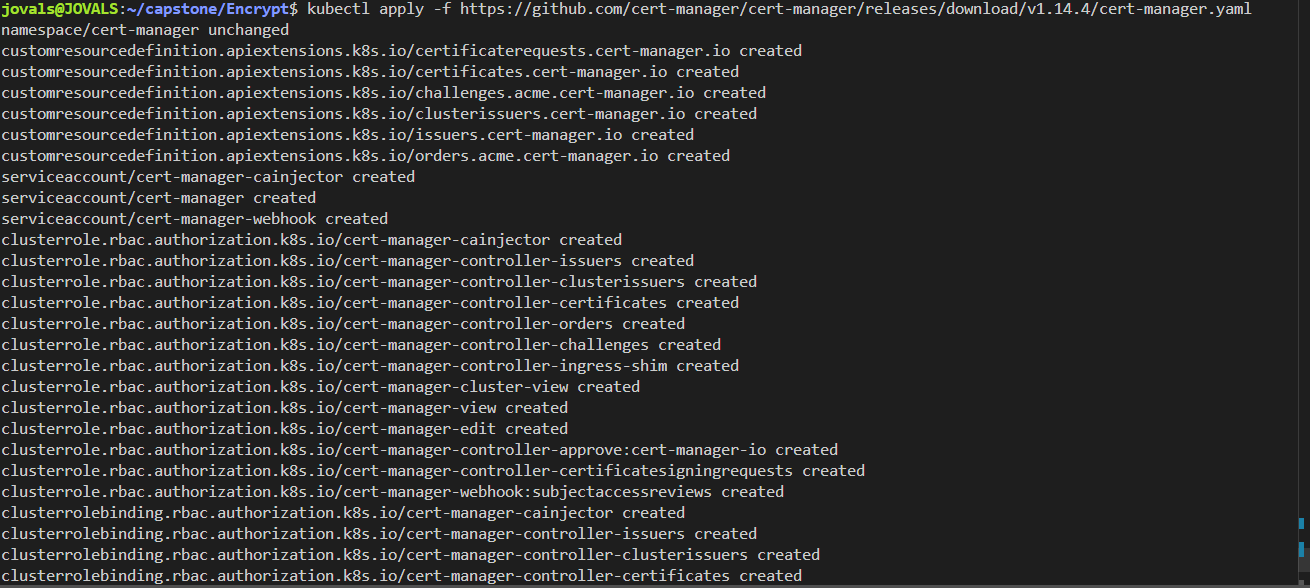 jovals@JOVALS:~/capstone/Encrypt$ kubectl apply -f https://github.com/cert-manager/cert-manager/releases/download/v1.14.4/cert-manager.yaml
namespace/cert-manager unchanged
customresourcedefinition.apiextensions.k8s.io/certificaterequests.cert-manager.io created
customresourcedefinition.apiextensions.k8s.io/certificates.cert-manager.io created
customresourcedefinition.apiextensions.k8s.io/challenges.acme.cert-manager.io created
customresourcedefinition.apiextensions.k8s.io/clusterissuers.cert-manager.io created
customresourcedefinition.apiextensions.k8s.io/issuers.cert-manager.io created
customresourcedefinition.apiextensions.k8s.io/orders.acme.cert-manager.io created
serviceaccount/cert-manager-cainjector created
serviceaccount/cert-manager created
serviceaccount/cert-manager-webhook created
clusterrole.rbac.authorization.k8s.io/cert-manager-cainjector created
clusterrole.rbac.authorization.k8s.io/cert-manager-controller-issuers created
clusterrole.rbac.authorization.k8s.io/cert-manager-controller-clusterissuers created
clusterrole.rbac.authorization.k8s.io/cert-manager-controller-certificates created
clusterrole.rbac.authorization.k8s.io/cert-manager-controller-orders created
clusterrole.rbac.authorization.k8s.io/cert-manager-controller-challenges created
clusterrole.rbac.authorization.k8s.io/cert-manager-controller-ingress-shim created
clusterrole.rbac.authorization.k8s.io/cert-manager-cluster-view created
clusterrole.rbac.authorization.k8s.io/cert-manager-view created
clusterrole.rbac.authorization.k8s.io/cert-manager-edit created
clusterrole.rbac.authorization.k8s.io/cert-manager-controller-approve:cert-manager-io created
clusterrole.rbac.authorization.k8s.io/cert-manager-controller-certificatesigningrequests created
clusterrole.rbac.authorization.k8s.io/cert-manager-webhook:subjectaccessreviews created
clusterrolebinding.rbac.authorization.k8s.io/cert-manager-cainjector created
clusterrolebinding.rbac.authorization.k8s.io/cert-manager-controller-issuers created
clusterrolebinding.rbac.authorization.k8s.io/cert-manager-controller-clusterissuers created
clusterrolebinding.rbac.authorization.k8s.io/cert-manager-controller-certificates created